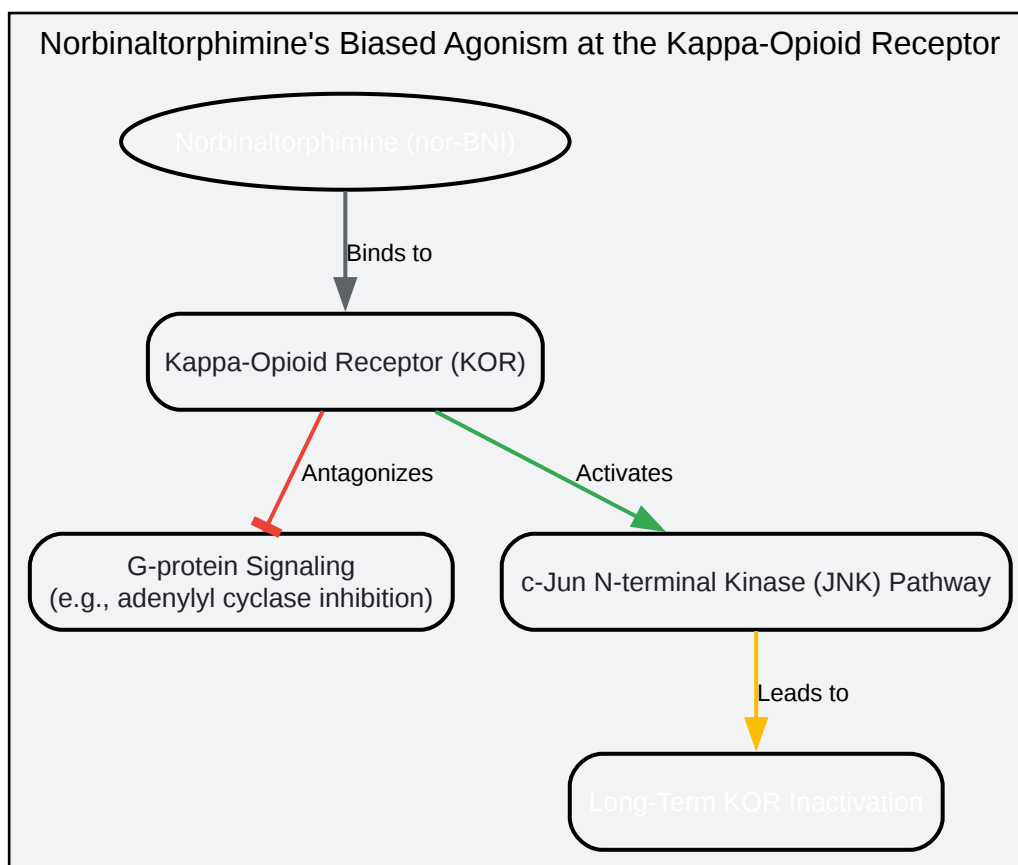 Norbinaltorphimine's Biased Agonism at the Kappa-Opioid Receptor
Norbinaltorphimine (nor-BNI)
Binds to
Kappa-Opioid Receptor (KOR)
Antagonizes
Activates
G-protein Signaling
(e.g., adenylyl cyclase inhibition)
c-Jun N-terminal Kinase (JNK) Pathway
Leads to
Long-Term KOR Inactivation